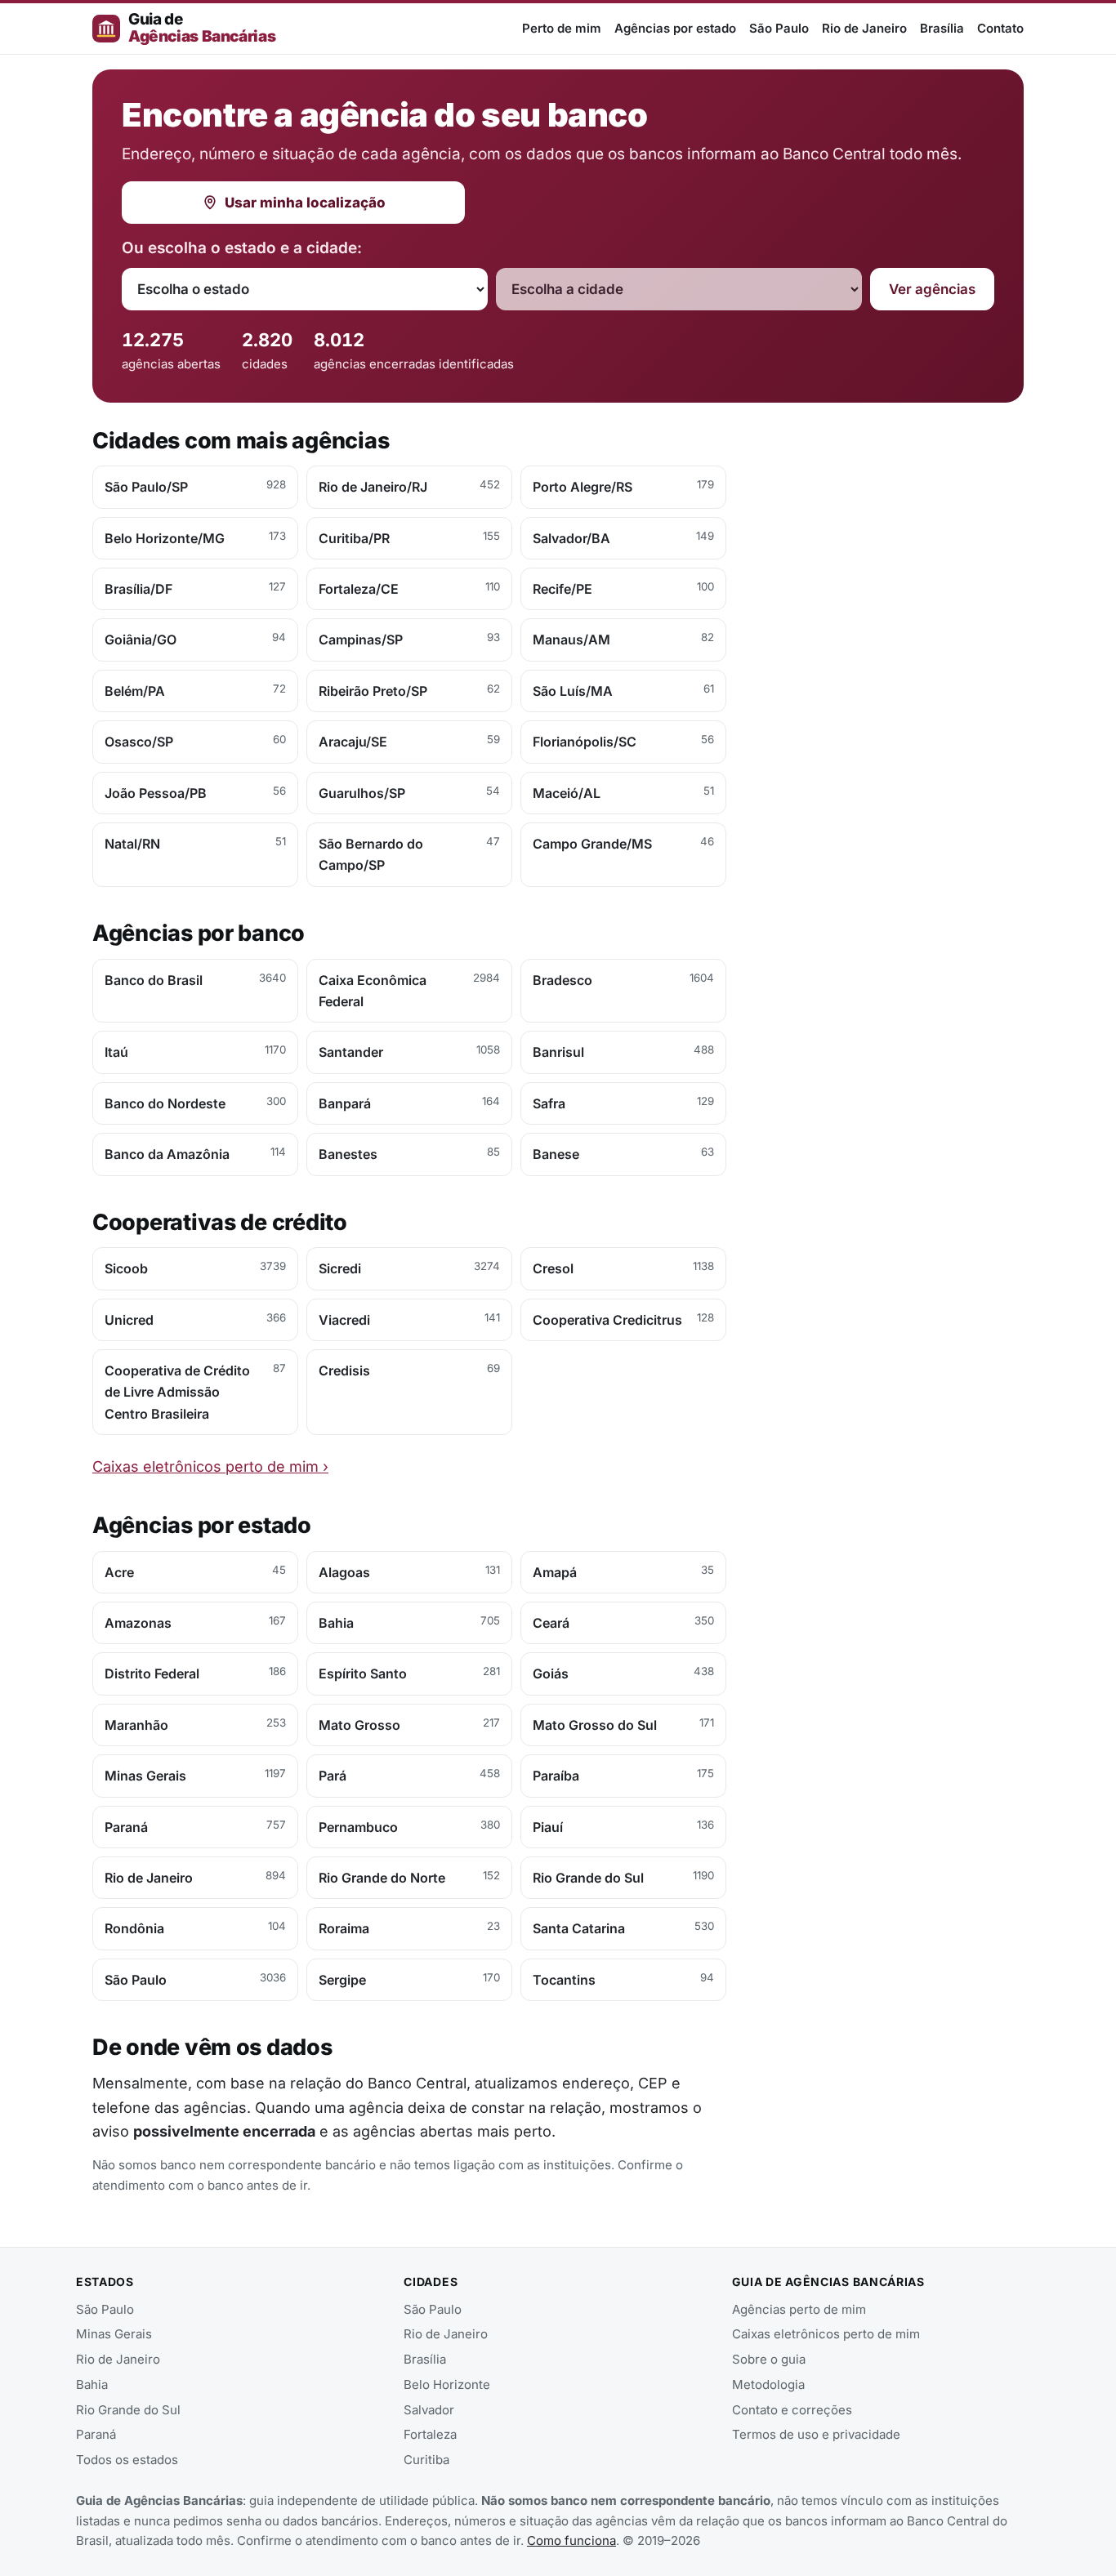 Guia de
Agências Bancárias
Perto de mim Agências por estado São Paulo Rio de Janeiro Brasília Contato
Encontre a agência do seu banco
Endereço, número e situação de cada agência, com os dados que os bancos informam ao Banco Central todo mês.
Usar minha localização
Ou escolha o estado e a cidade:
Escolha o estado Escolha a cidade Ver agências
12.275 2.820 8.012
agências abertas cidades agências encerradas identificadas
Cidades com mais agências
São Paulo/SP 928 Rio de Janeiro/RJ 452 Porto Alegre/RS 179
Belo Horizonte/MG 173 Curitiba/PR 155 Salvador/BA 149
Brasília/DF 127 Fortaleza/CE 110 Recife/PE 100
Goiânia/GO 94 Campinas/SP 93 Manaus/AM 82
Belém/PA 72 Ribeirão Preto/SP 62 São Luís/MA 61
Osasco/SP 60 Aracaju/SE 59 Florianópolis/SC 56
João Pessoa/PB 56 Guarulhos/SP 54 Maceió/AL 51
Natal/RN 51 São Bernardo do 47 Campo Grande/MS 46
Campo/SP
Agências por banco
Banco do Brasil 3640 Caixa Econômica 2984 Bradesco 1604
Federal
Itaú 1170 Santander 1058 Banrisul 488
Banco do Nordeste 300 Banpará 164 Safra 129
Banco da Amazônia 114 Banestes 85 Banese 63
Cooperativas de crédito
Sicoob 3739 Sicredi 3274 Cresol 1138
Unicred 366 Viacredi 141 Cooperativa Credicitrus 128
Cooperativa de Crédito 87 Credisis 69
de Livre Admissão
Centro Brasileira
Caixas eletrônicos perto de mim ›
Agências por estado
Acre 45 Alagoas 131 Amapá 35
Amazonas 167 Bahia 705 Ceará 350
Distrito Federal 186 Espírito Santo 281 Goiás 438
Maranhão 253 Mato Grosso 217 Mato Grosso do Sul 171
Minas Gerais 1197 Pará 458 Paraíba 175
Paraná 757 Pernambuco 380 Piauí 136
Rio de Janeiro 894 Rio Grande do Norte 152 Rio Grande do Sul 1190
Rondônia 104 Roraima 23 Santa Catarina 530
São Paulo 3036 Sergipe 170 Tocantins 94
De onde vêm os dados
Mensalmente, com base na relação do Banco Central, atualizamos endereço, CEP e
telefone das agências. Quando uma agência deixa de constar na relação, mostramos o
aviso possivelmente encerrada e as agências abertas mais perto.
Não somos banco nem correspondente bancário e não temos ligação com as instituições. Confirme o
atendimento com o banco antes de ir.
ESTADOS CIDADES GUIA DE AGÊNCIAS BANCÁRIAS
São Paulo São Paulo Agências perto de mim
Minas Gerais Rio de Janeiro Caixas eletrônicos perto de mim
Rio de Janeiro Brasília Sobre o guia
Bahia Belo Horizonte Metodologia
Rio Grande do Sul Salvador Contato e correções
Paraná Fortaleza Termos de uso e privacidade
Todos os estados Curitiba
Guia de Agências Bancárias: guia independente de utilidade pública. Não somos banco nem correspondente bancário, não temos vínculo com as instituições
listadas e nunca pedimos senha ou dados bancários. Endereços, números e situação das agências vêm da relação que os bancos informam ao Banco Central do
Brasil, atualizada todo mês. Confirme o atendimento com o banco antes de ir. Como funciona. © 2019–2026